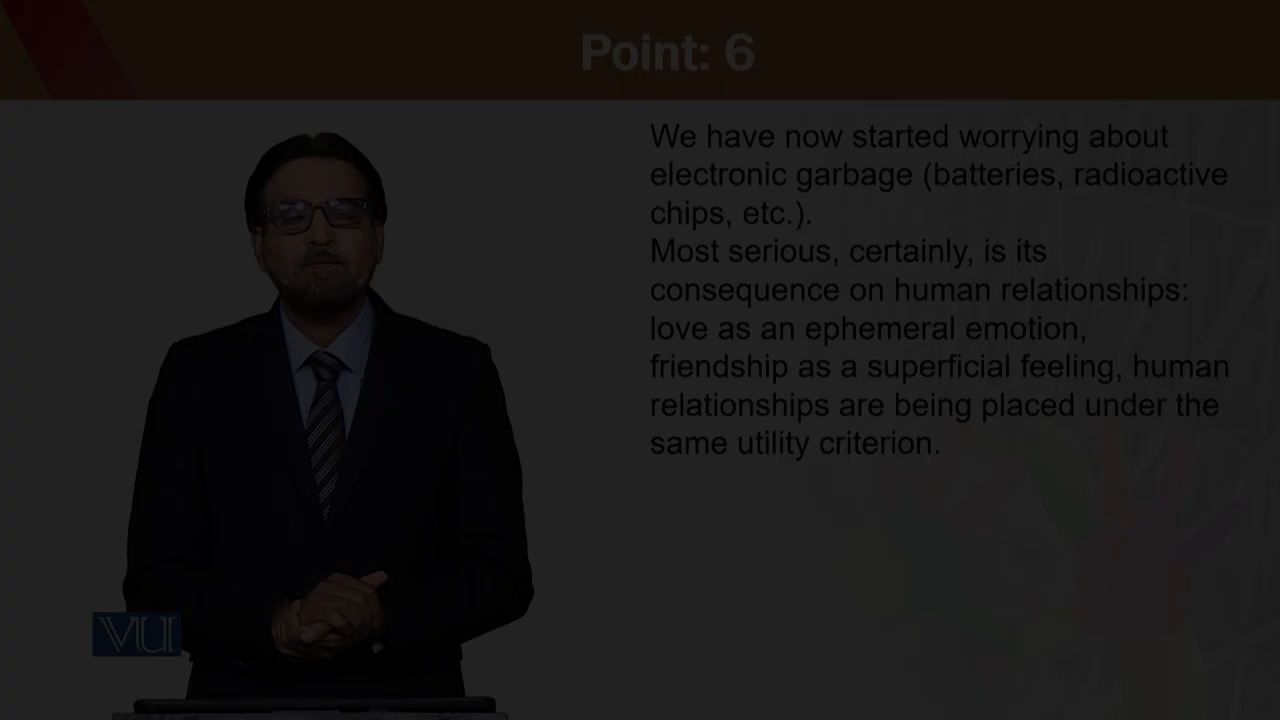 Point: 6
We have now started worrying about
electronic garbage (batteries, radioactive
chips, etc.).
Most serious, certainly, is its
consequence on human relationships:
love as an ephemeral emotion,
friendship as a superficial feeling, human
relationships are being placed under the
same utility criterion.
VU